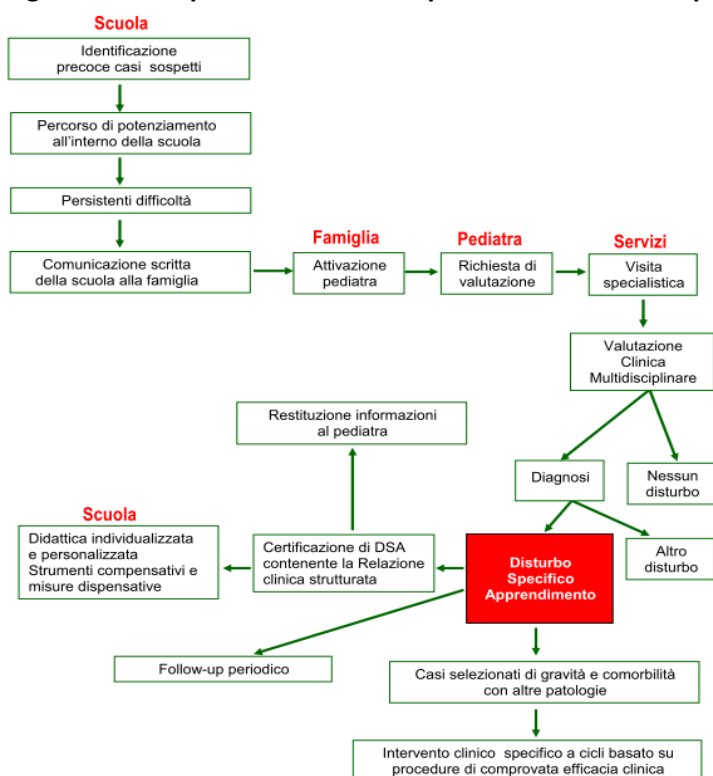 Scuola
Identificazione
precoce casi sospetti
Percorso di potenziamento
all'interno della scuola
Persistenti difficoltà
Comunicazione scritta
della scuola alla famiglia
Famiglia
Attivazione
pediatra
Pediatra
Richiesta di
valutazione
Servizi
Visita
specialistica
Valutazione
Clinica
Multidisciplinare
Restituzione informazioni
al pediatra
Diagnosi
Nessun
disturbo
Scuola
Didattica individualizzata
e personalizzata
Strumenti compensativi e
misure dispensative
Certificazione di DSA
contenente la Relazione
clinica strutturata
Disturbo
Specifico
Apprendimento
Altro
disturbo
Follow-up periodico
Casi selezionati di gravità e comorbilità
con altre patologie
Intervento clinico specifico a cicli basato su
procedure di comprovata efficacia clinica